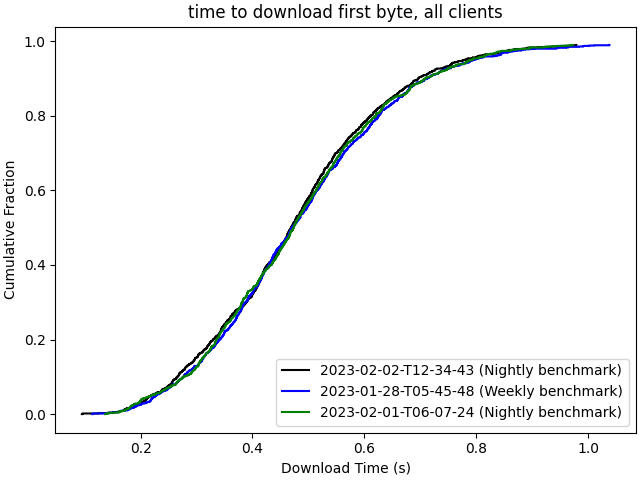 time to download first byte, all clients
1.0
0.8
0.6
0.4
0.2
0.0
Cumulative Fraction
2023-02-02-T12-34-43 (Nightly benchmark)
2023-01-28-T05-45-48 (Weekly benchmark)
2023-02-01-T06-07-24 (Nightly benchmark)
0.2 0.4 0.6 0.8 1.0
Download Time (s)